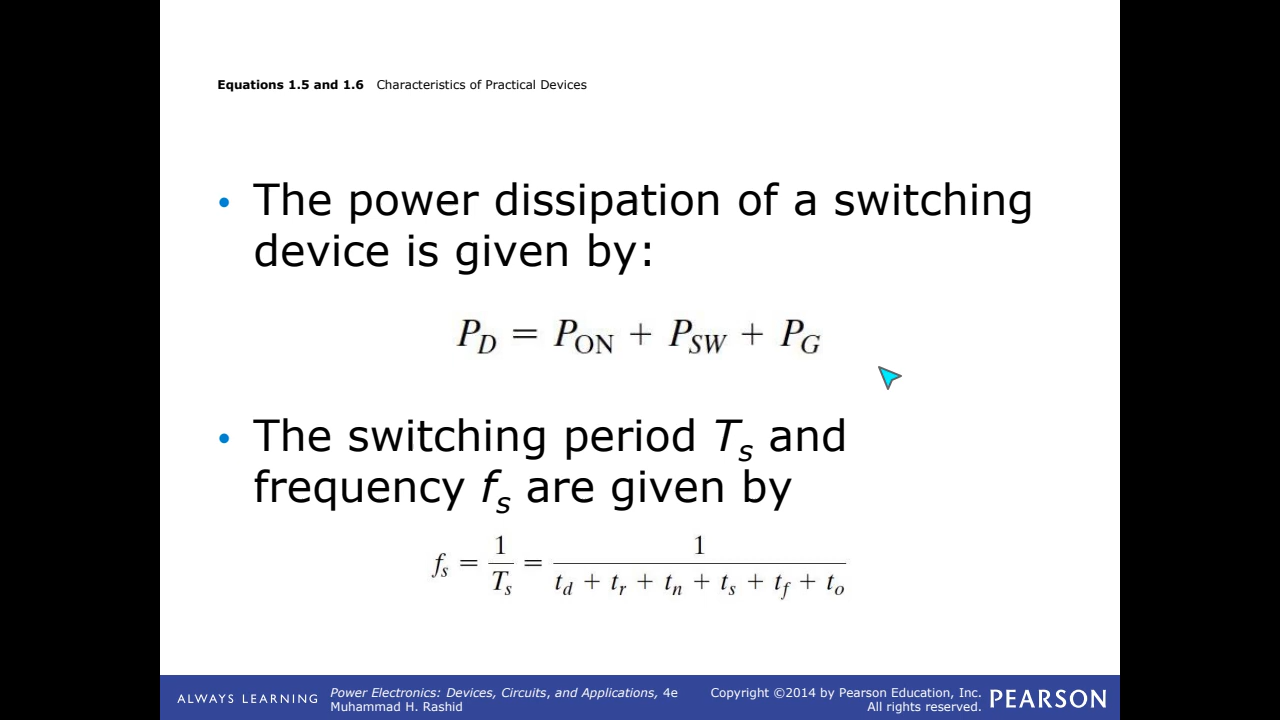 Equations 1.5 and 1.6 Characteristics of Practical Devices
• The power dissipation of a switching
device is given by:
P_D = P_ON + P_SW + P_G
• The switching period T_s and
frequency f_s are given by
f_s = 1/T_s = 1/(t_d + t_r + t_n + t_s + t_f + t_o)
ALWAYS LEARNING
Power Electronics: Devices, Circuits, and Applications, 4e
Muhammad H. Rashid
Copyright ©2014 by Pearson Education, Inc.
All rights reserved.
PEARSON